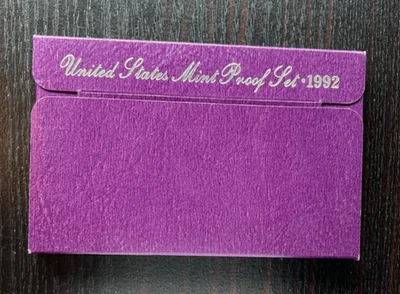 United States Mint Proof Set • 1992